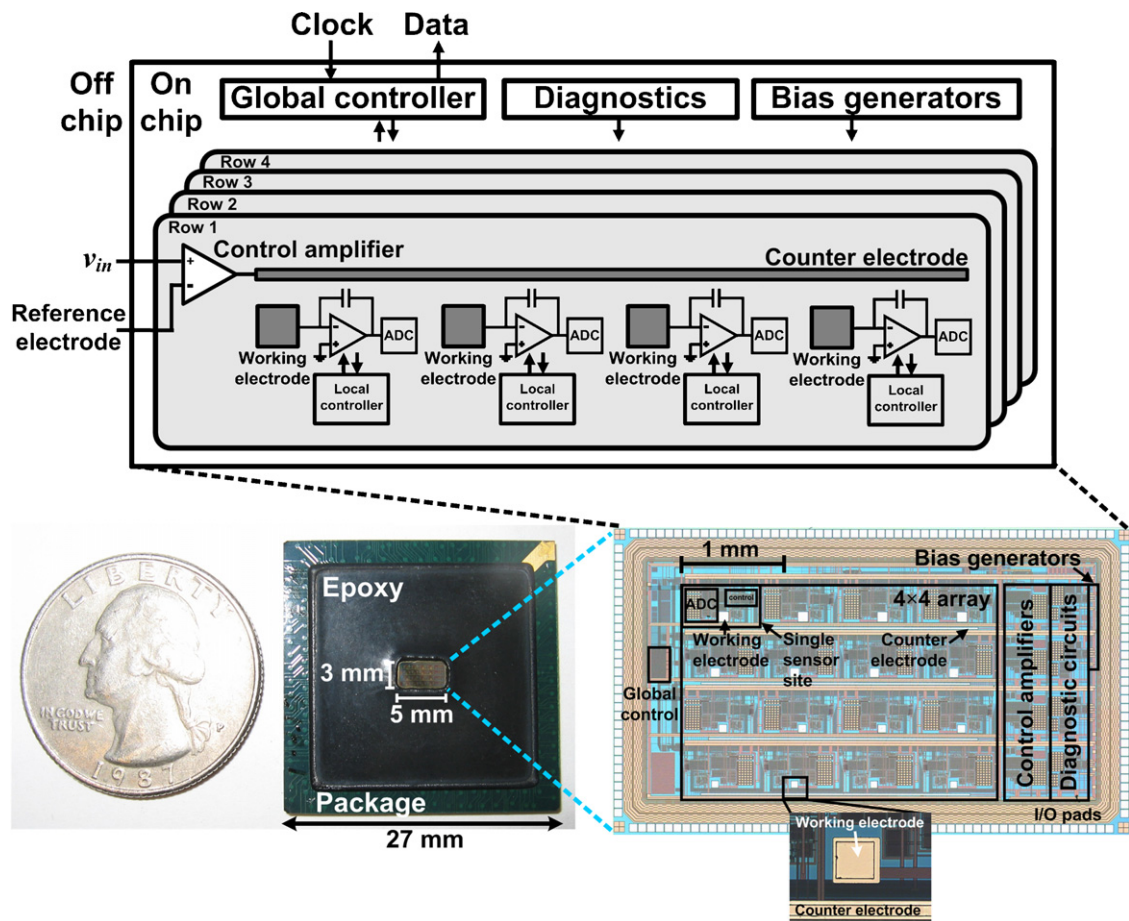 Clock Data
Off chip
On chip
Global controller
Diagnostics
Bias generators
Row 4
Row 3
Row 2
Row 1
Control amplifier
Counter electrode
v_in
+
-
Reference
electrode
Working
electrode
-
+
ADC
Local
controller
Working
electrode
-
+
ADC
Local
controller
Working
electrode
-
+
ADC
Local
controller
Working
electrode
-
+
ADC
Local
controller
LIBERTY
IN GOD WE
TRUST
P
1987
Epoxy
3 mm
5 mm
Package
27 mm
1 mm
Bias generators
ADC
control
4×4 array
Working
electrode
Single
sensor
site
Counter
electrode
Global
control
Control amplifiers
Diagnostic circuits
I/O pads
Working electrode
Counter electrode